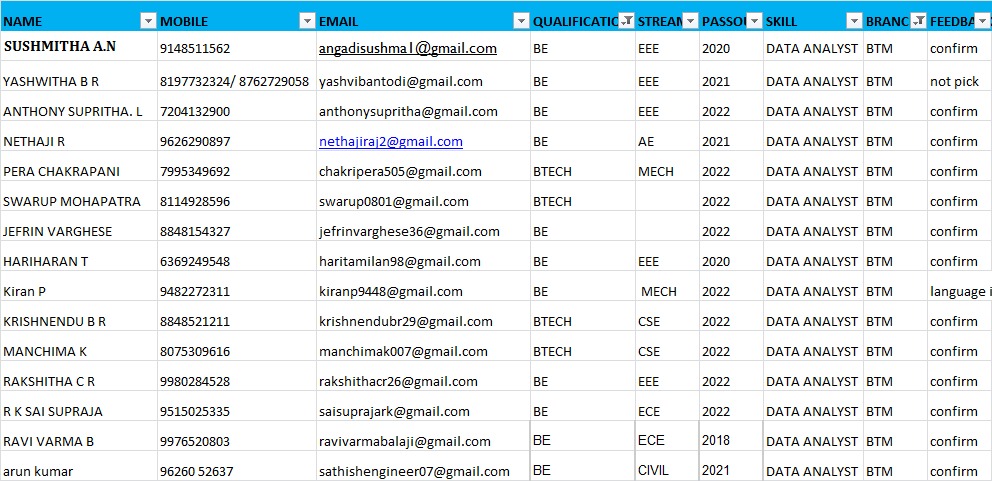 NAME MOBILE EMAIL QUALIFICATIC STREAM PASSOU SKILL BRANC FEEDBA
SUSHMITHA A.N 9148511562 angadisushma1@gmail.com BE EEE 2020 DATA ANALYST BTM confirm
YASHWITHA B R 8197732324/ 8762729058 yashvibantodi@gmail.com BE EEE 2021 DATA ANALYST BTM not pick
ANTHONY SUPRITHA. L 7204132900 anthonysupritha@gmail.com BE EEE 2022 DATA ANALYST BTM confirm
NETHAJI R 9626290897 nethajiraj2@gmail.com BE AE 2021 DATA ANALYST BTM confirm
PERA CHAKRAPANI 7995349692 chakripera505@gmail.com BTECH MECH 2022 DATA ANALYST BTM confirm
SWARUP MOHAPATRA 8114928596 swarup0801@gmail.com BTECH 2022 DATA ANALYST BTM confirm
JEFRIN VARGHESE 8848154327 jefrinvarghese36@gmail.com BE 2022 DATA ANALYST BTM confirm
HARIHARAN T 6369249548 haritamilan98@gmail.com BE EEE 2020 DATA ANALYST BTM confirm
Kiran P 9482272311 kiranp9448@gmail.com BE MECH 2022 DATA ANALYST BTM language i
KRISHNENDU B R 8848521211 krishnendubr29@gmail.com BTECH CSE 2022 DATA ANALYST BTM confirm
MANCHIMA K 8075309616 manchimak007@gmail.com BTECH CSE 2022 DATA ANALYST BTM confirm
RAKSHITHA C R 9980284528 rakshithacr26@gmail.com BE EEE 2022 DATA ANALYST BTM confirm
R K SAI SUPRAJA 9515025335 saisuprajark@gmail.com BE ECE 2022 DATA ANALYST BTM confirm
RAVI VARMA B 9976520803 ravivarmabalaji@gmail.com BE ECE 2018 DATA ANALYST BTM confirm
arun kumar 96260 52637 sathishengineer07@gmail.com BE CIVIL 2021 DATA ANALYST BTM confirm